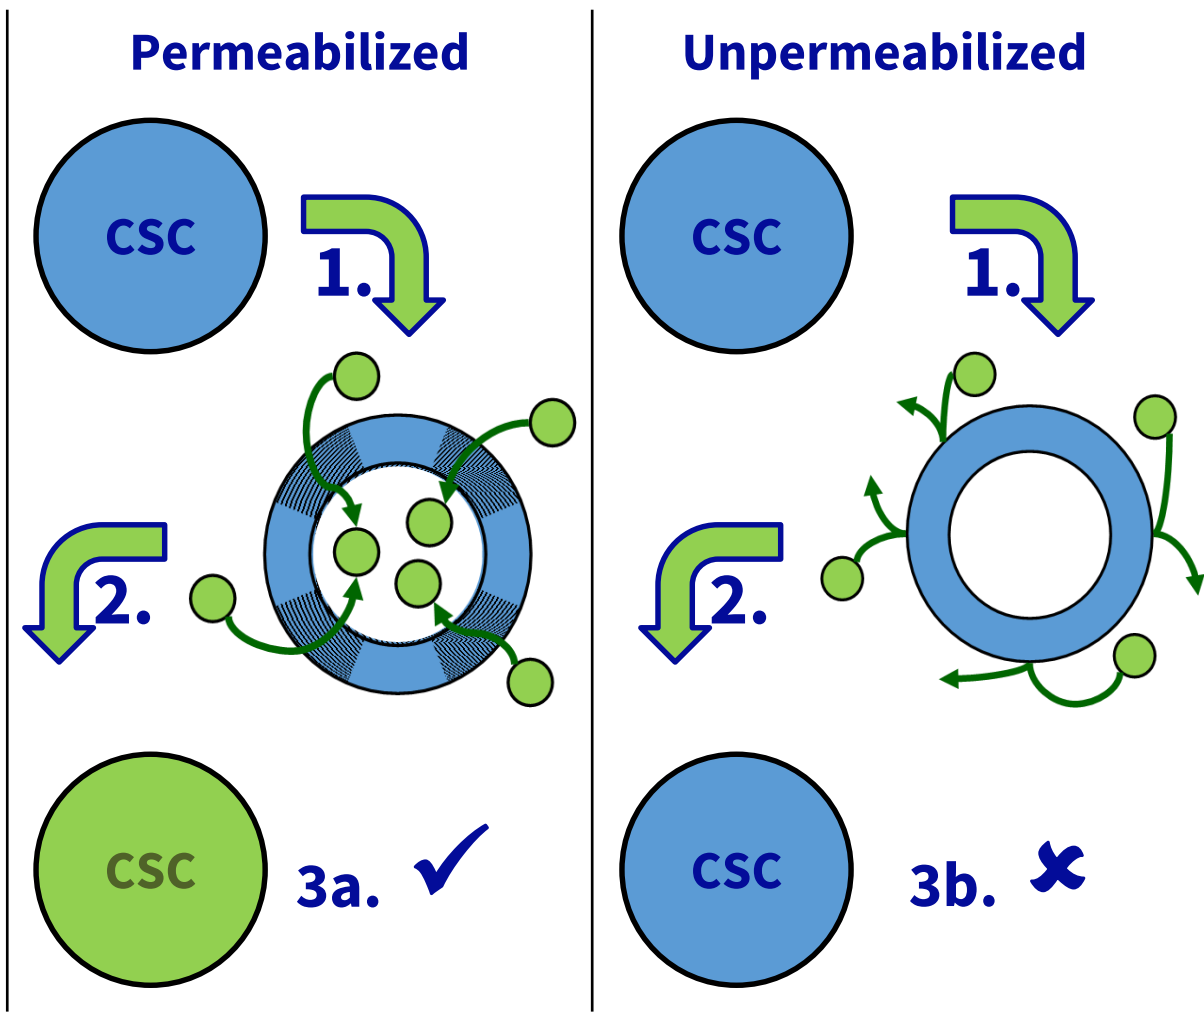 Permeabilized
CSC
1.
2.
CSC
3a.
Unpermeabilized
CSC
1.
2.
CSC
3b.